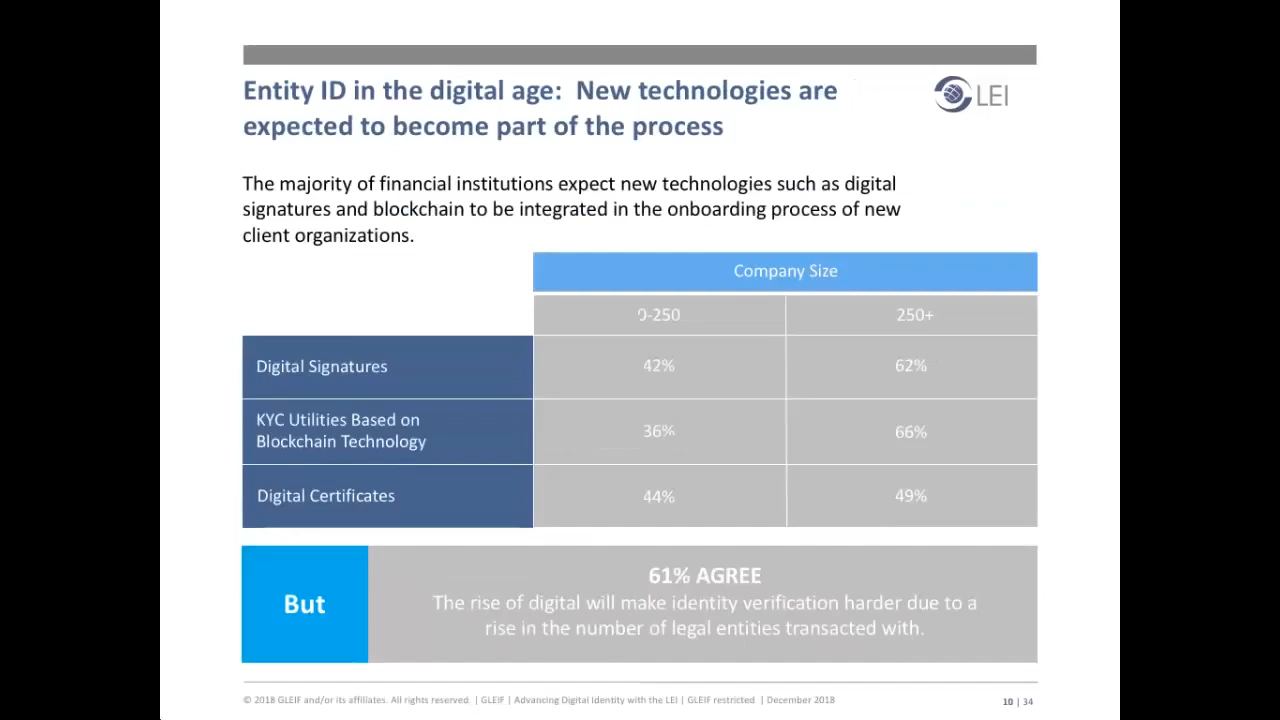 Entity ID in the digital age:  New technologies are
expected to become part of the process
LEI
The majority of financial institutions expect new technologies such as digital
signatures and blockchain to be integrated in the onboarding process of new
client organizations.
Company Size
0-250 250+
Digital Signatures 42% 62%
KYC Utilities Based on
Blockchain Technology 36% 66%
Digital Certificates 44% 49%
But
61% AGREE
The rise of digital will make identity verification harder due to a
rise in the number of legal entities transacted with.
© 2018 GLEIF and/or its affiliates. All rights reserved. | GLEIF | Advancing Digital Identity with the LEI | GLEIF restricted | December 2018
10 | 34